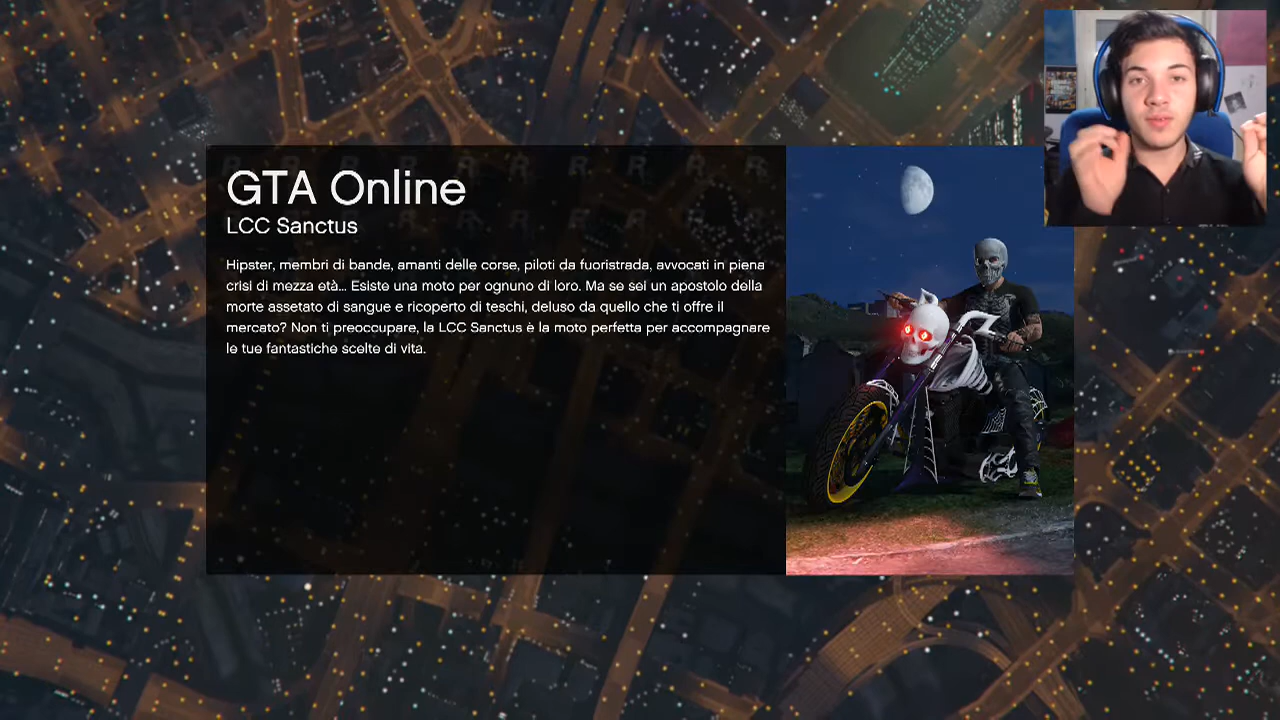 GTA Online
LCC Sanctus
Hipster, membri di bande, amanti delle corse, piloti da fuoristrada, avvocati in piena
crisi di mezza età... Esiste una moto per ognuno di loro. Ma se sei un apostolo della
morte assetato di sangue e ricoperto di teschi, deluso da quello che ti offre il
mercato? Non ti preoccupare, la LCC Sanctus è la moto perfetta per accompagnare
le tue fantastiche scelte di vita.